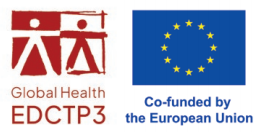 Global Health
EDCTP3
Co-funded by
the European Union